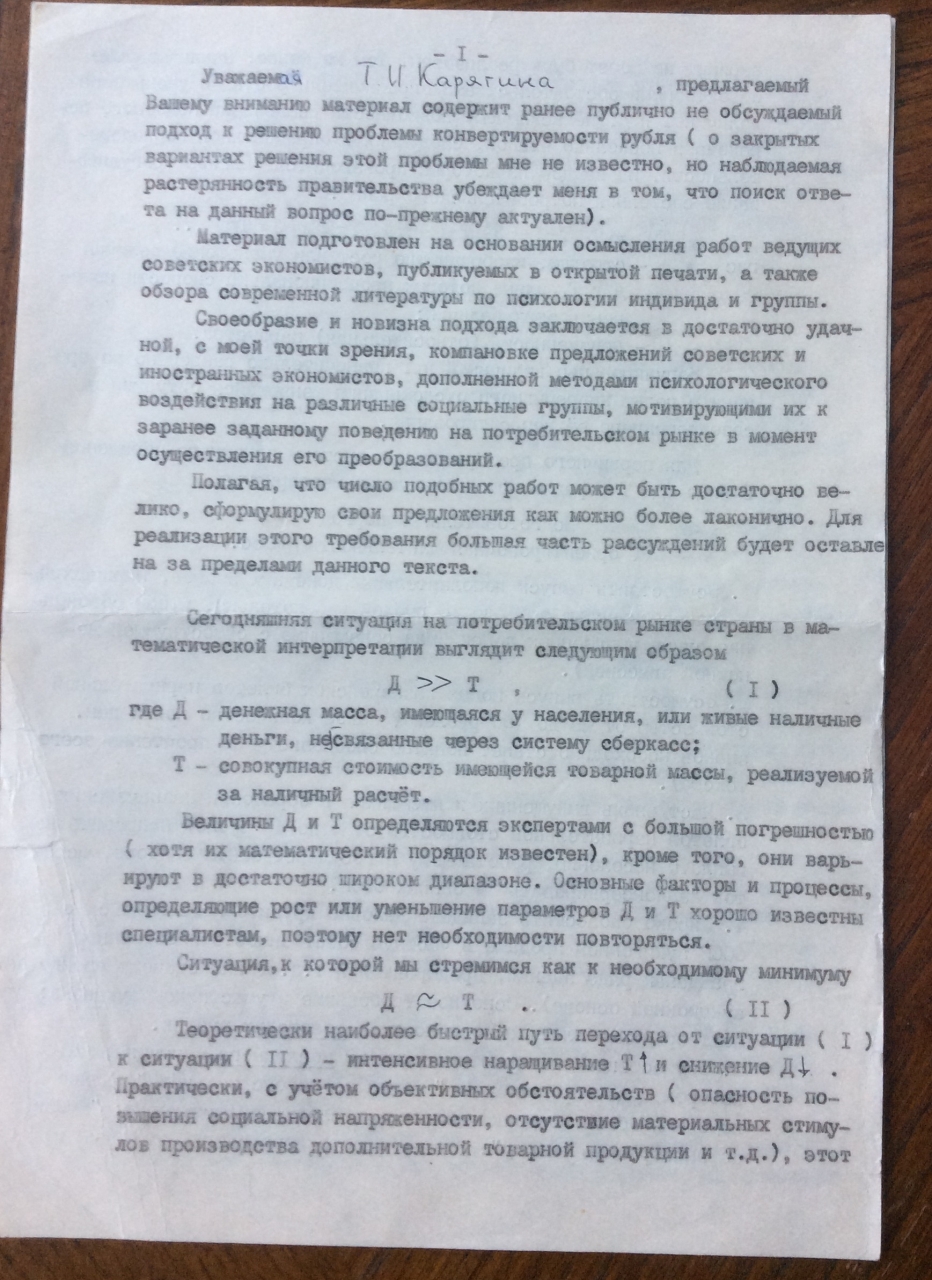 - I -
Уважаемая Т И Карягина , предлагаемый
Вашему вниманию материал содержит ранее публично не обсуждаемый
подход к решению проблемы конвертируемости рубля ( о закрытых
вариантах решения этой проблемы мне не известно, но наблюдаемая
растерянность правительства убеждает меня в том, что поиск отве-
та на данный вопрос по-прежнему актуален).
Материал подготовлен на основании осмысления работ ведущих
советских экономистов, публикуемых в открытой печати, а также
обзора современной литературы по психологии индивида и группы.
Своеобразие и новизна подхода заключается в достаточно удач-
ной, с моей точки зрения, компановке предложений советских и
иностранных экономистов, дополненной методами психологического
воздействия на различные социальные группы, мотивирующими их к
заранее заданному поведению на потребительском рынке в момент
осуществления его преобразований.
Полагая, что число подобных работ может быть достаточно ве-
лико, сформулирую свои предложения как можно более лаконично. Для
реализации этого требования большая часть рассуждений будет оставле
на за пределами данного текста.
Сегодняшняя ситуация на потребительском рынке страны в ма-
тематической интерпретации выглядит следующим образом
Д >> Т , ( I )
где Д - денежная масса, имеющаяся у населения, или живые наличные
деньги, несвязанные через систему сберкасс;
Т - совокупная стоимость имеющейся товарной массы, реализуемой
за наличный расчёт.
Величины Д и Т определяются экспертами с большой погрешностью
( хотя их математический порядок известен), кроме того, они варь-
ируют в достаточно широком диапазоне. Основные факторы и процессы,
определяющие рост или уменьшение параметров Д и Т хорошо известны
специалистам, поэтому нет необходимости повторяться.
Ситуация,к которой мы стремимся как к необходимому минимуму
Д ≈ Т . ( II )
Теоретически наиболее быстрый путь перехода от ситуации ( I )
к ситуации ( II ) - интенсивное наращивание Т↑ и снижение Д↓ .
Практически, с учётом объективных обстоятельств ( опасность по-
вышения социальной напряженности, отсутствие материальных стиму-
лов производства дополнительной товарной продукции и т.д.), этот